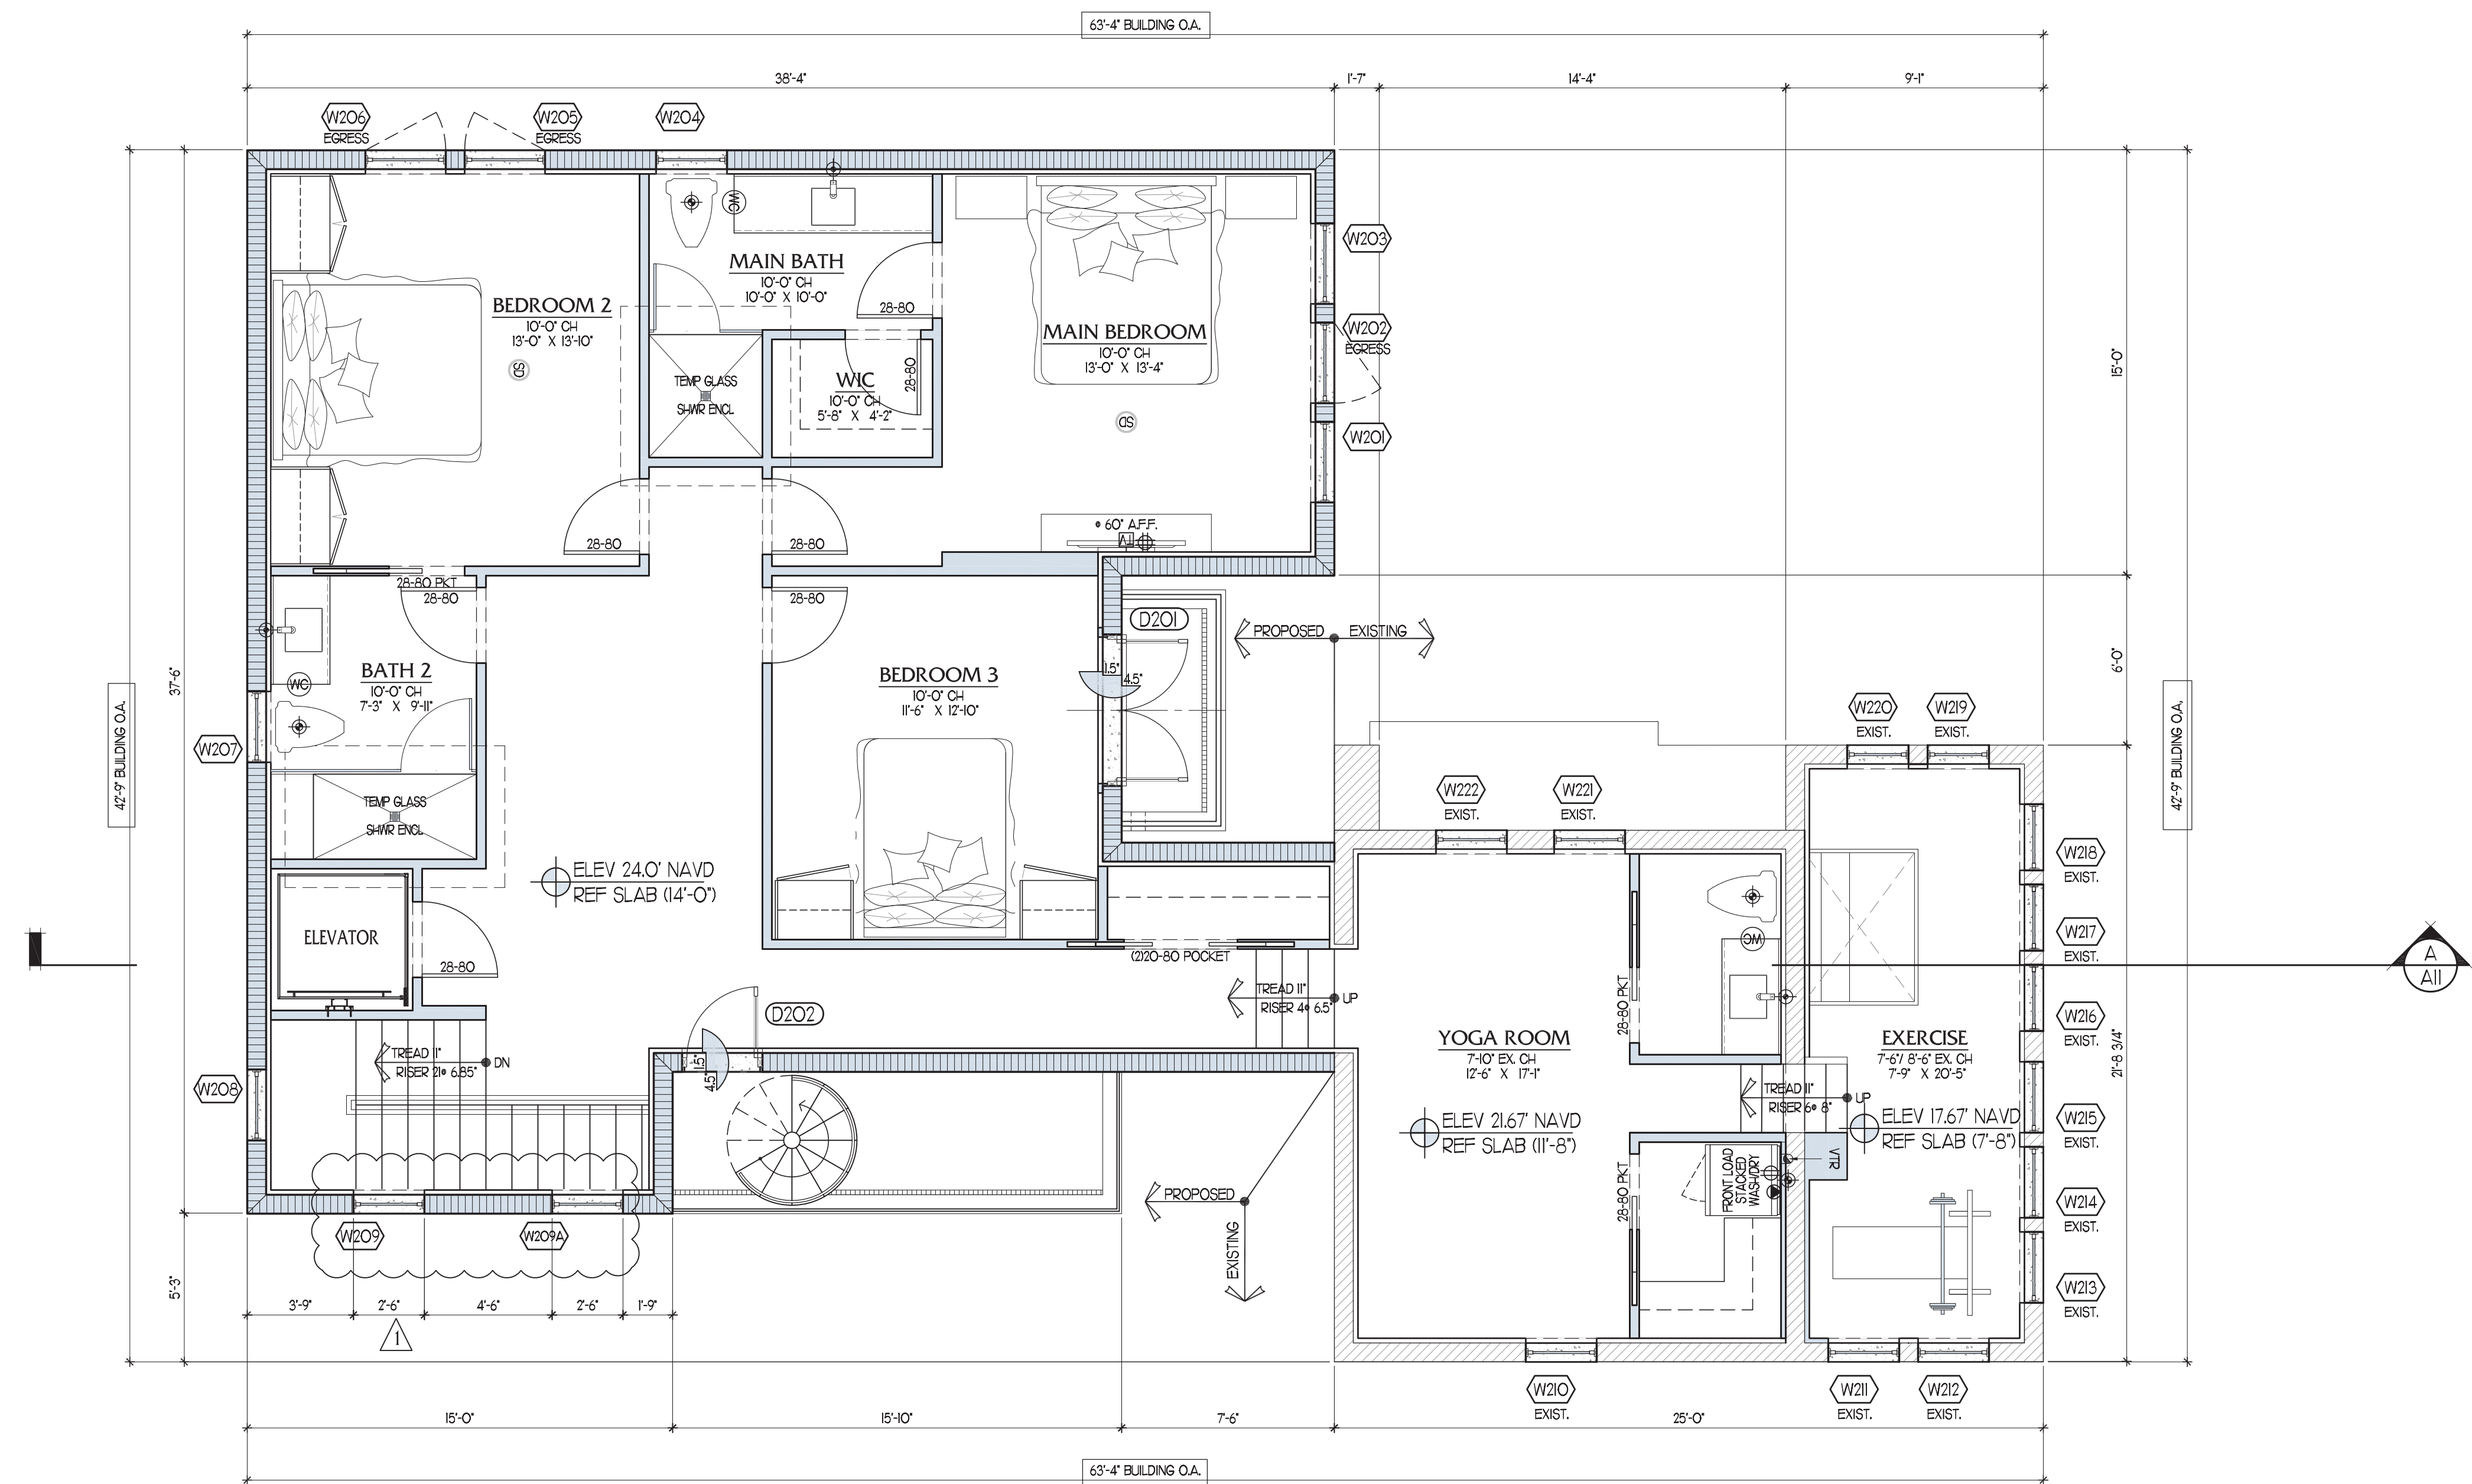 63'-4" BUILDING O.A.
38'-4"
1'-7"
14'-4"
9'-1"
W206
EGRESS
W205
EGRESS
W204
WC
MAIN BATH
10'-0" CH
10'-0" X 10'-0"
28-80
BEDROOM 2
10'-0" CH
13'-0" X 13'-10"
SD
MAIN BEDROOM
10'-0" CH
13'-0" X 13'-4"
SD
W203
W202
EGRESS
W201
TEMP GLASS
SHWR ENCL
WIC
10'-0" CH
5'-8" X 4'-2"
28-80
15'-0"
@ 60" A.F.F.
TV
28-80
28-80
28-80 PKT
28-80
28-80
D201
PROPOSED
EXISTING
1.5"
4.5"
BATH 2
10'-0" CH
7'-3" X 9'-11"
WC
BEDROOM 3
10'-0" CH
11'-6" X 12'-10"
6'-0"
37'-6"
42'-9" BUILDING O.A.
42'-9" BUILDING O.A.
W207
W220
EXIST.
W219
EXIST.
W222
EXIST.
W221
EXIST.
TEMP GLASS
SHWR ENCL
ELEV 24.0' NAVD
REF SLAB (14'-0")
W218
EXIST.
ELEVATOR
28-80
WC
W217
EXIST.
(2)20-80 POCKET
A
A11
TREAD 11"
RISER 4@ 6.5"
UP
D202
28-80 PKT
W216
EXIST.
YOGA ROOM
7'-10" EX. CH
12'-6" X 17'-1"
EXERCISE
7'-6"/ 8'-6" EX. CH
7'-9" X 20'-5"
21'-8 3/4"
TREAD 11"
RISER 21@ 6.85"
DN
1.5"
4.5"
W208
TREAD 11"
RISER 6@ 8"
UP
ELEV 21.67' NAVD
REF SLAB (11'-8")
ELEV 17.67' NAVD
REF SLAB (7'-8")
W215
EXIST.
VTR
FRONT LOAD
STACKED
WASH/DRY
28-80 PKT
PROPOSED
EXISTING
W214
EXIST.
W209
W209A
W213
EXIST.
5'-3"
3'-9"
2'-6"
4'-6"
2'-6"
1'-9"
1
W210
EXIST.
W211
EXIST.
W212
EXIST.
15'-0"
15'-10"
7'-6"
25'-0"
63'-4" BUILDING O.A.